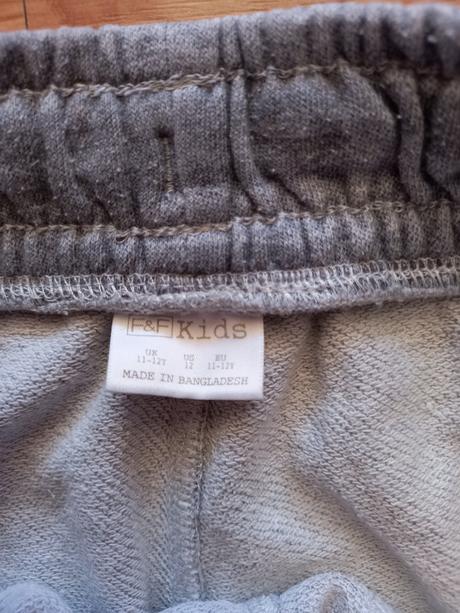 F&F Kids
UK US EU
11-12Y 12 11-12Y
MADE IN BANGLADESH